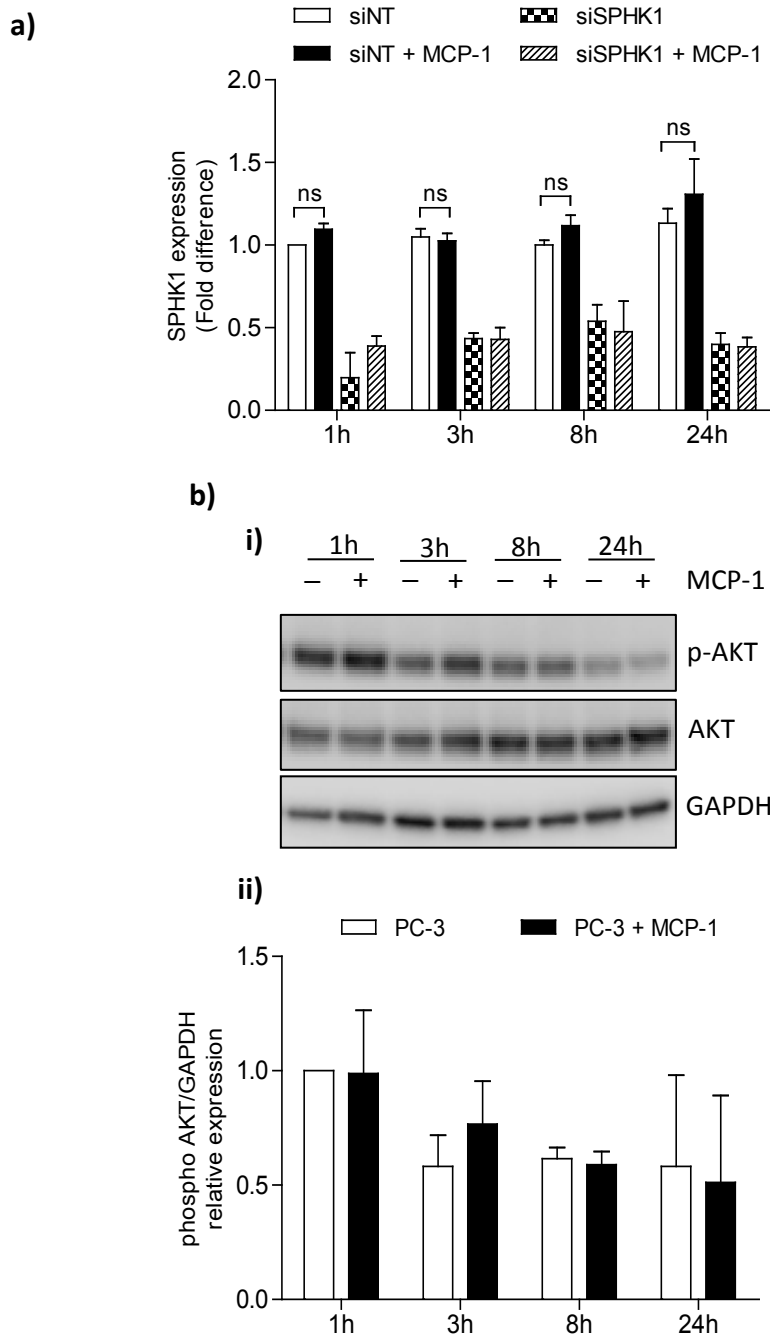 a)
siNT
siSPHK1
siNT + MCP-1
siSPHK1 + MCP-1
SPHK1 expression
(Fold difference)
2.0
1.5
1.0
0.5
0.0
ns
ns
ns
ns
1h 3h 8h 24h
b)
i)
1h 3h 8h 24h
– + – + – + – + MCP-1
p-AKT
AKT
GAPDH
ii)
PC-3 PC-3 + MCP-1
phospho AKT/GAPDH
relative expression
1.5
1.0
0.5
0.0
1h 3h 8h 24h